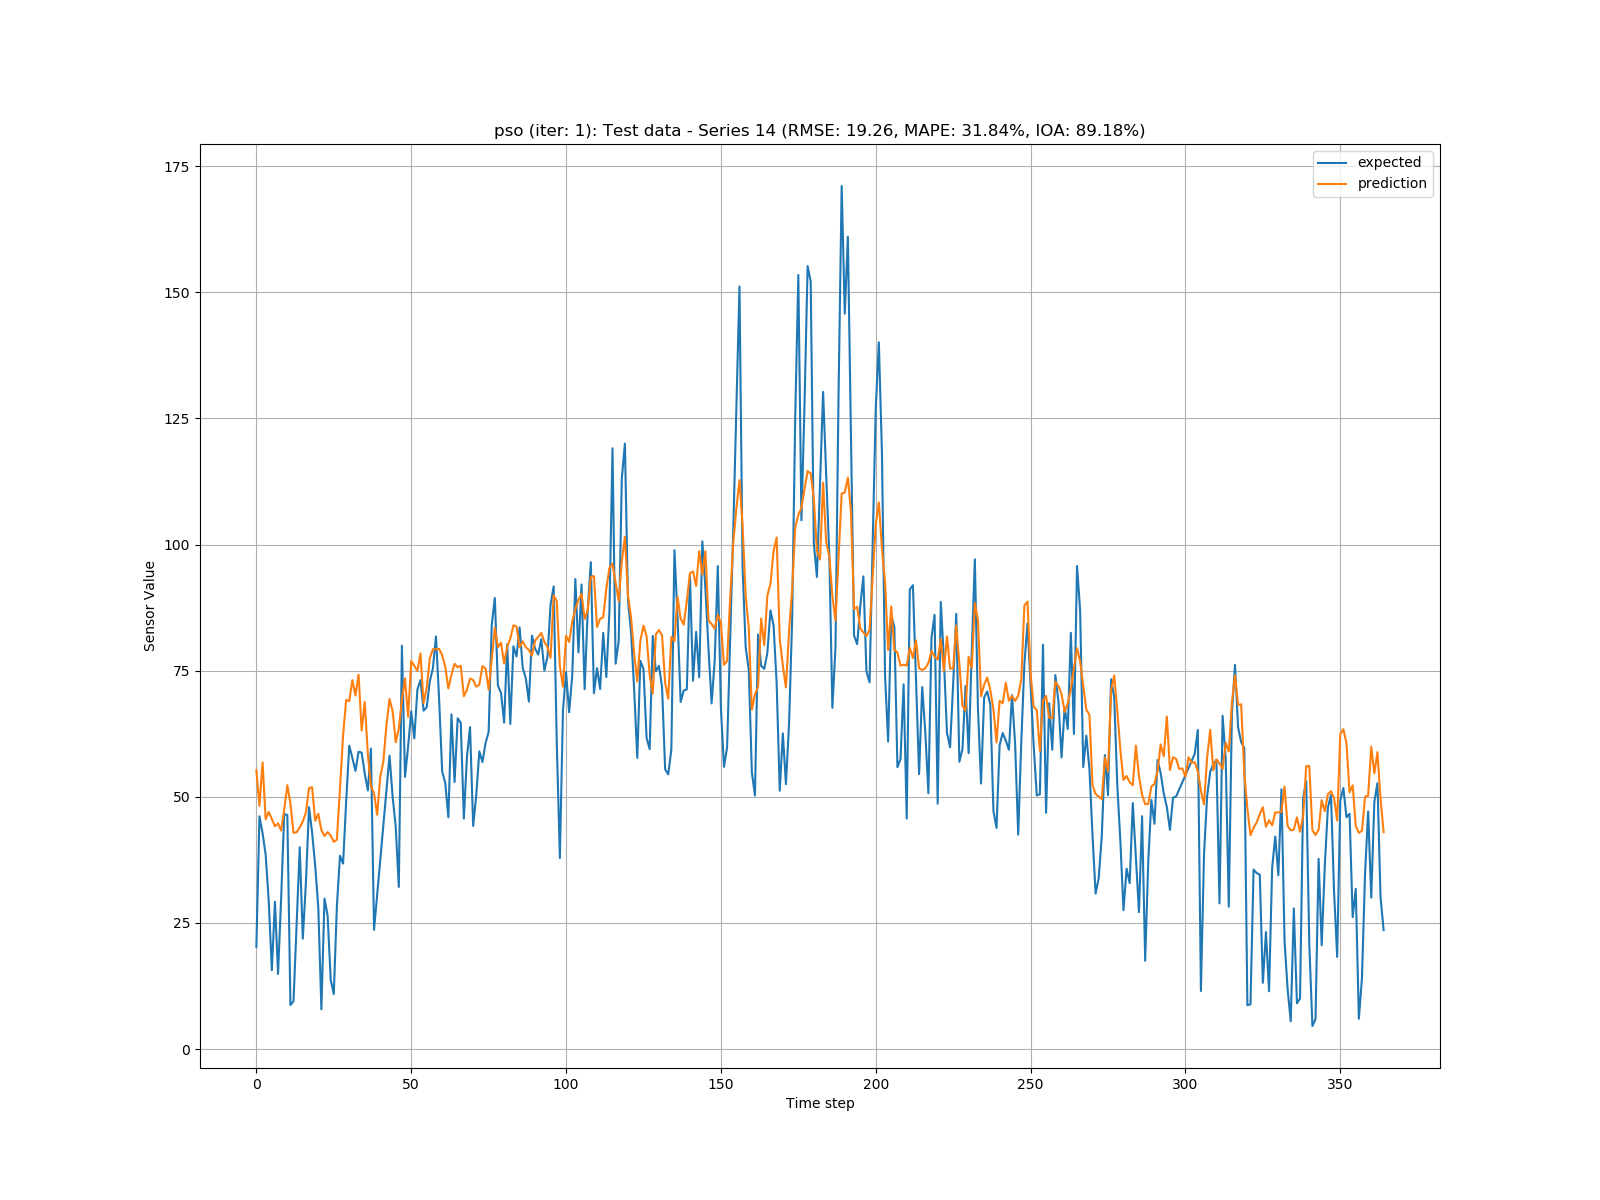 pso (iter: 1): Test data - Series 14 (RMSE: 19.26, MAPE: 31.84%, IOA: 89.18%)
expected
prediction
175
150
125
100
75
50
25
0
Sensor Value
0 50 100 150 200 250 300 350
Time step